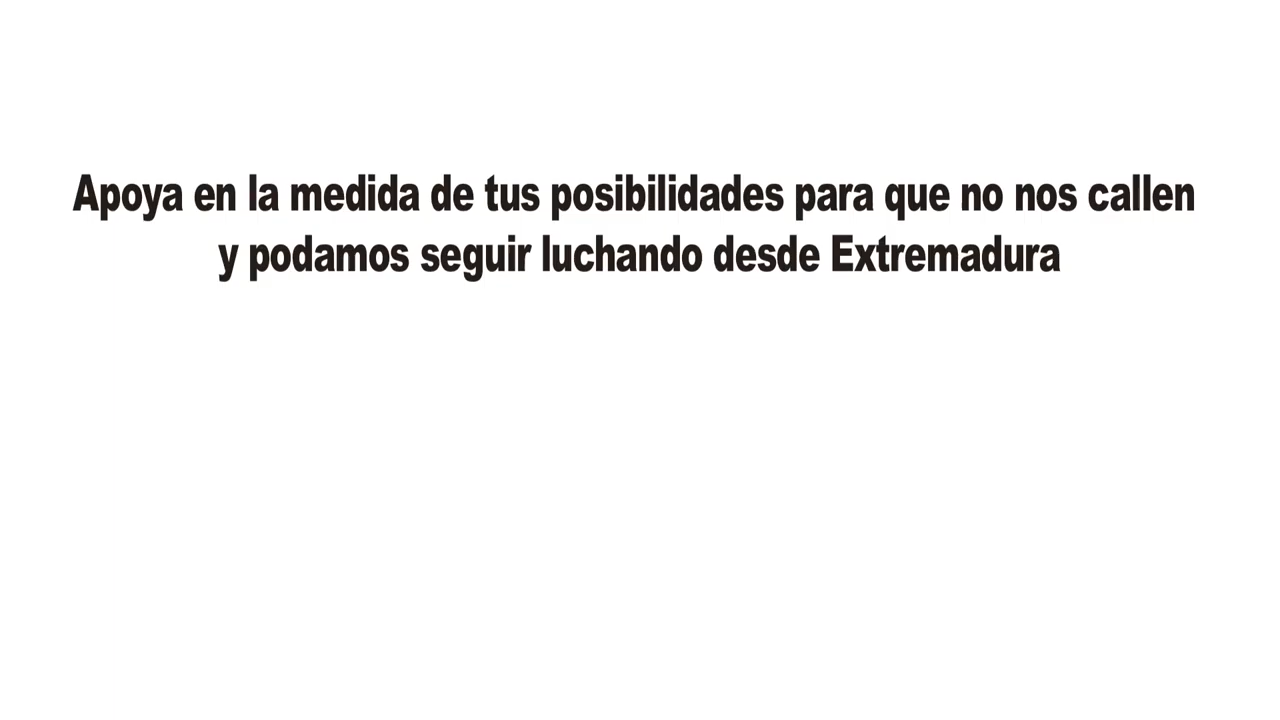 Apoya en la medida de tus posibilidades para que no nos callen
y podamos seguir luchando desde Extremadura